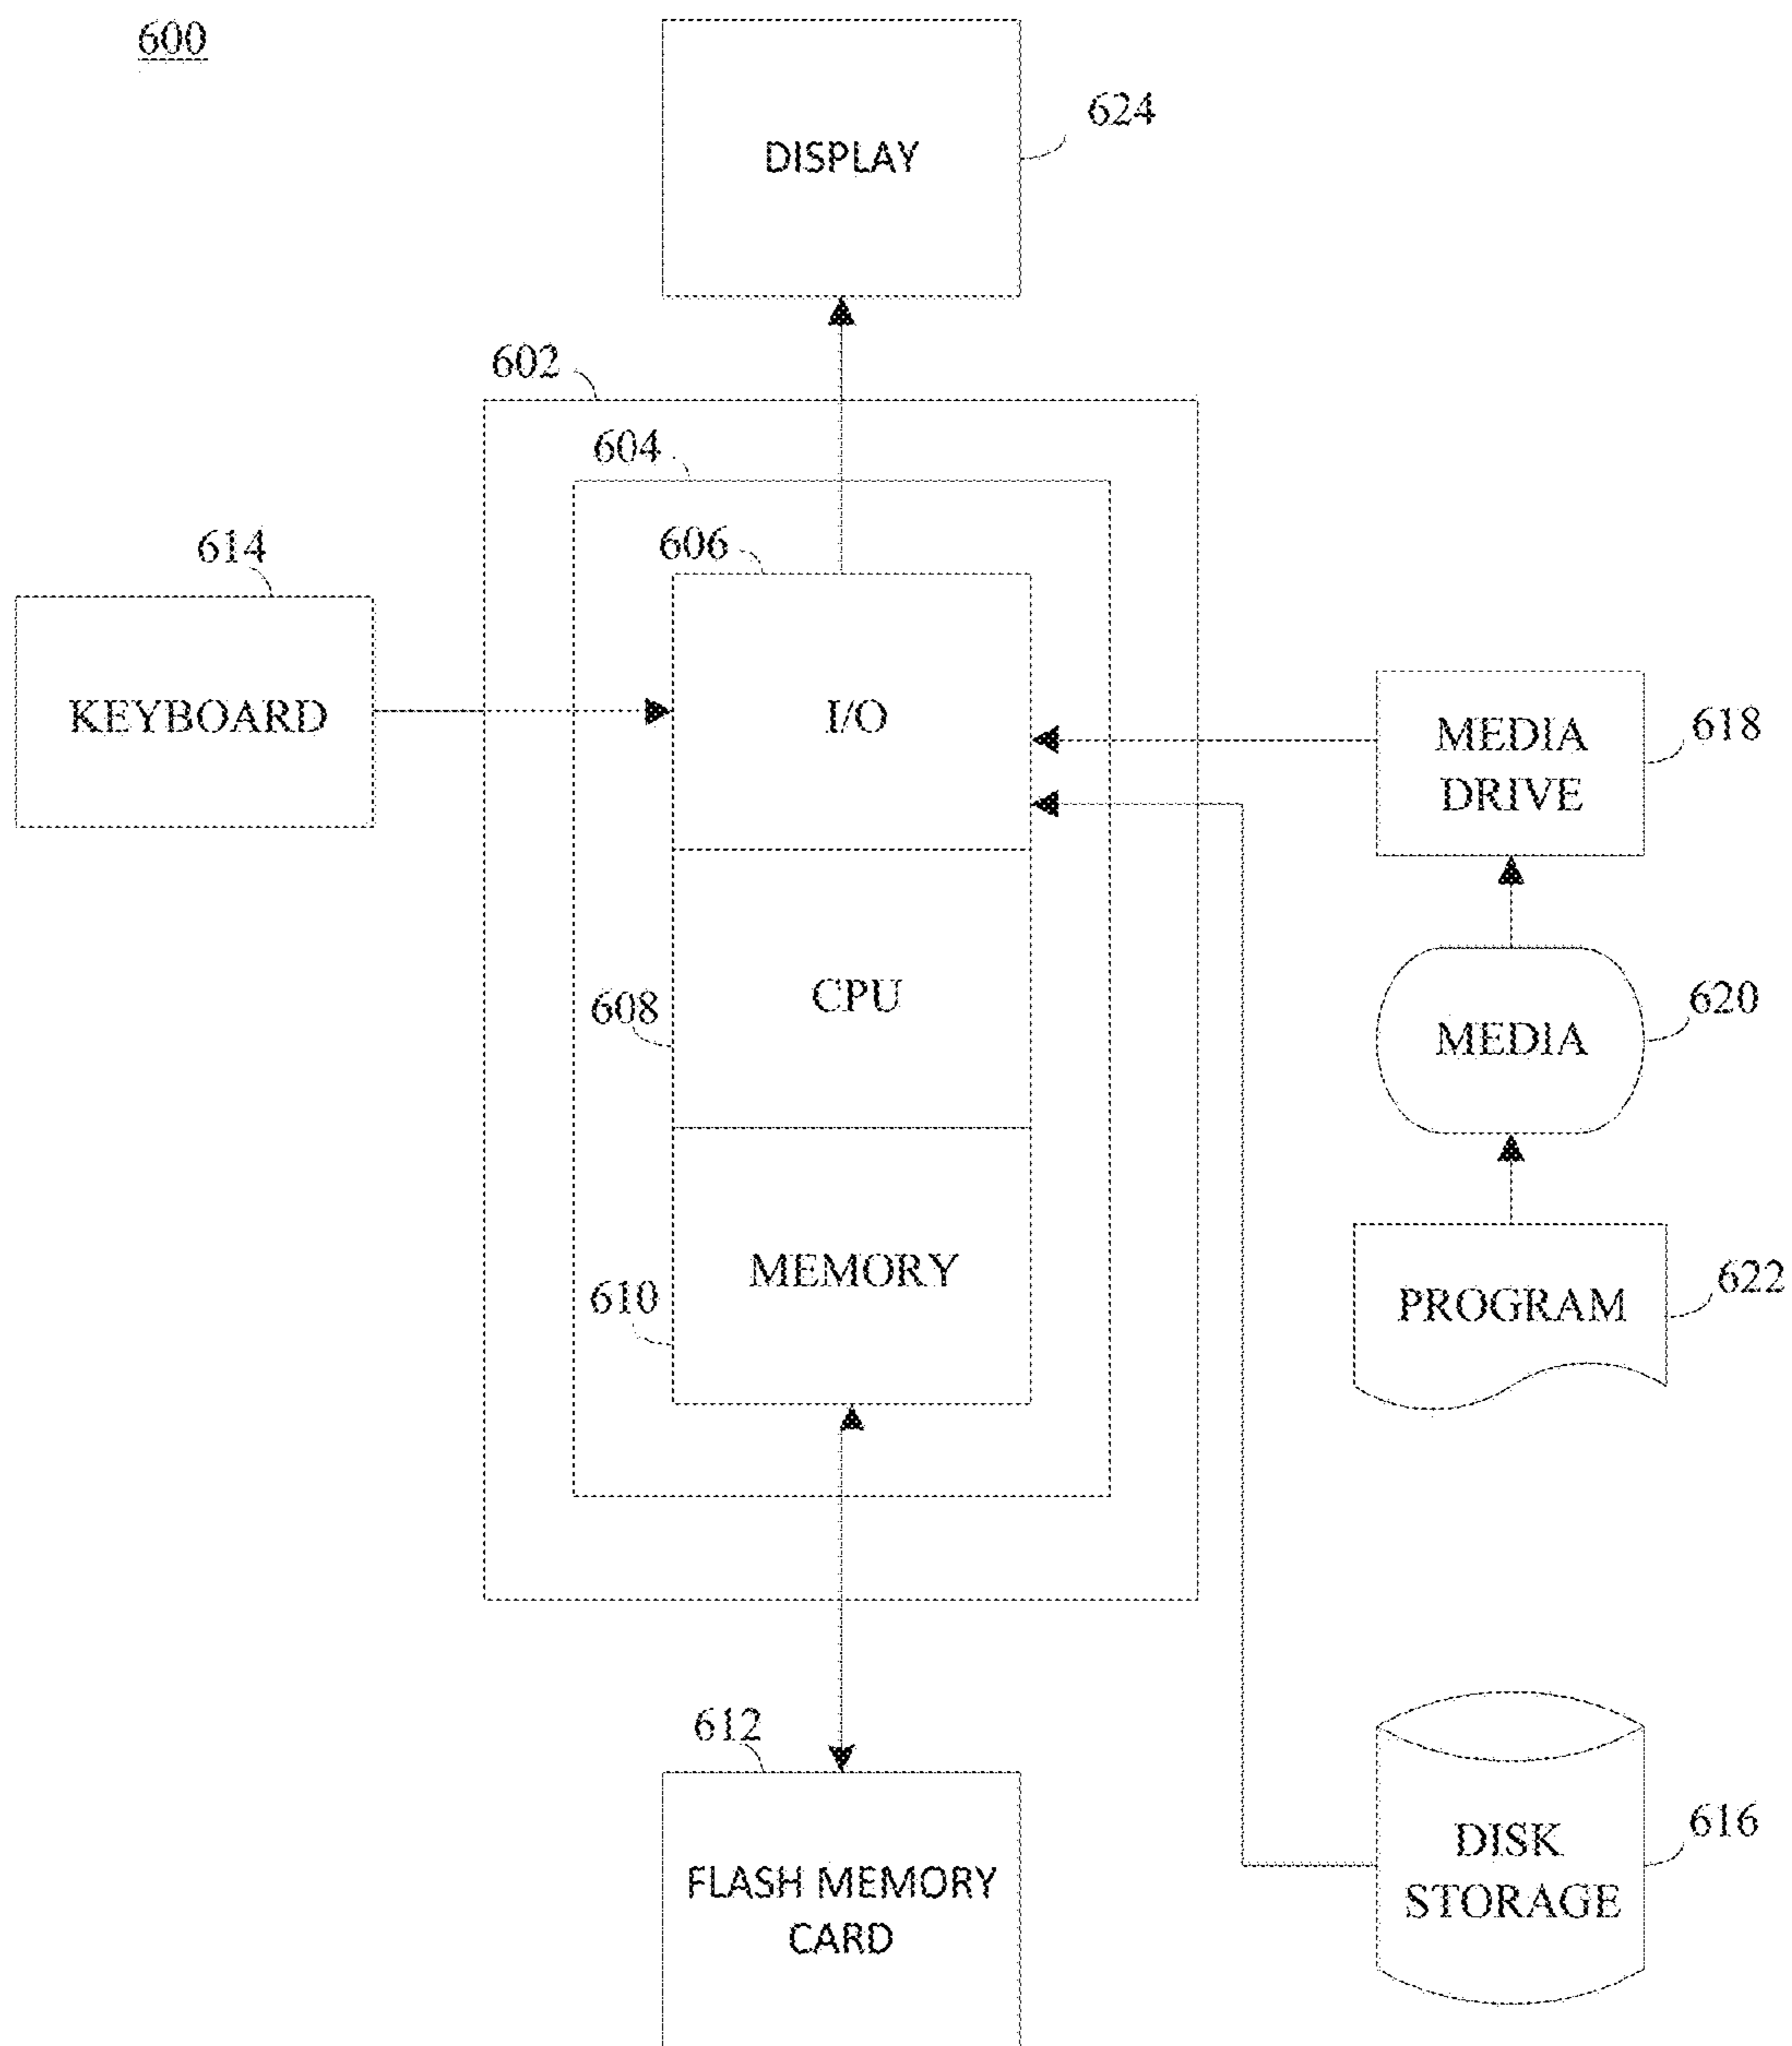 600
DISPLAY
624
602
604
606
614
KEYBOARD
I/O
MEDIA
DRIVE
618
CPU
608
MEDIA
620
MEMORY
610
PROGRAM
622
612
FLASH MEMORY
CARD
DISK
STORAGE
616